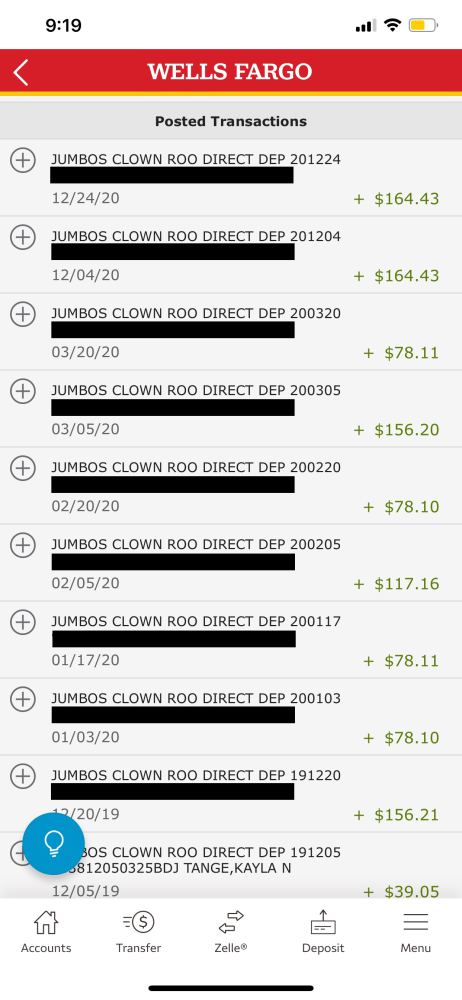 9:19
WELLS FARGO
Posted Transactions
JUMBOS CLOWN ROO DIRECT DEP 201224
12/24/20
+ $164.43
JUMBOS CLOWN ROO DIRECT DEP 201204
12/04/20
+ $164.43
JUMBOS CLOWN ROO DIRECT DEP 200320
03/20/20
+ $78.11
JUMBOS CLOWN ROO DIRECT DEP 200305
03/05/20
+ $156.20
JUMBOS CLOWN ROO DIRECT DEP 200220
02/20/20
+ $78.10
JUMBOS CLOWN ROO DIRECT DEP 200205
02/05/20
+ $117.16
JUMBOS CLOWN ROO DIRECT DEP 200117
01/17/20
+ $78.11
JUMBOS CLOWN ROO DIRECT DEP 200103
01/03/20
+ $78.10
JUMBOS CLOWN ROO DIRECT DEP 191220
12/20/19
+ $156.21
BOS CLOWN ROO DIRECT DEP 191205
812050325BDJ TANGE,KAYLA N
12/05/19
+ $39.05
Accounts
Transfer
Zelle®
Deposit
Menu